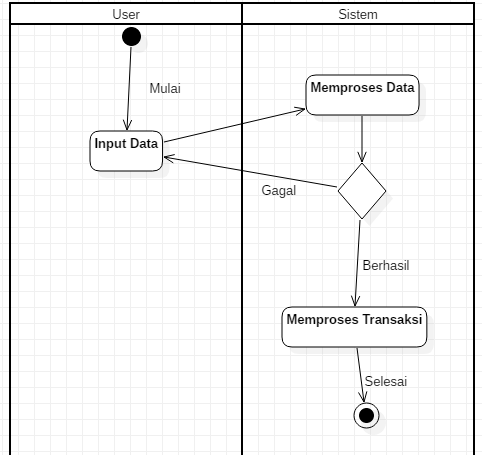 User
Sistem
Mulai
Memproses Data
Input Data
Gagal
Berhasil
Memproses Transaksi
Selesai